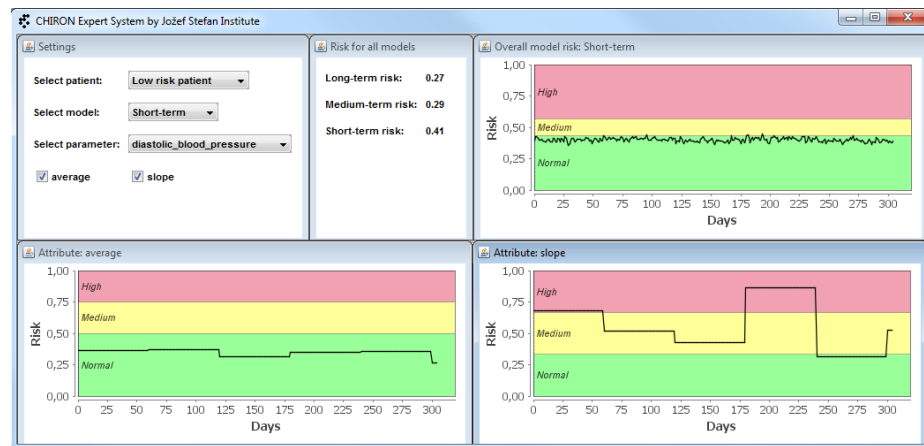 CHIRON Expert System by Jožef Stefan Institute
Settings
Select patient: Low risk patient
Select model: Short-term
Select parameter: diastolic_blood_pressure
average slope
Risk for all models
Long-term risk: 0.27
Medium-term risk: 0.29
Short-term risk: 0.41
Overall model risk: Short-term
1,00
0,75
0,50
0,25
0,00
Risk
High
Medium
Normal
0 25 50 75 100 125 150 175 200 225 250 275 300
Days
Attribute: average
1,00
0,75
0,50
0,25
0,00
Risk
High
Medium
Normal
0 25 50 75 100 125 150 175 200 225 250 275 300
Days
Attribute: slope
1,00
0,75
0,50
0,25
0,00
Risk
High
Medium
Normal
0 25 50 75 100 125 150 175 200 225 250 275 300
Days